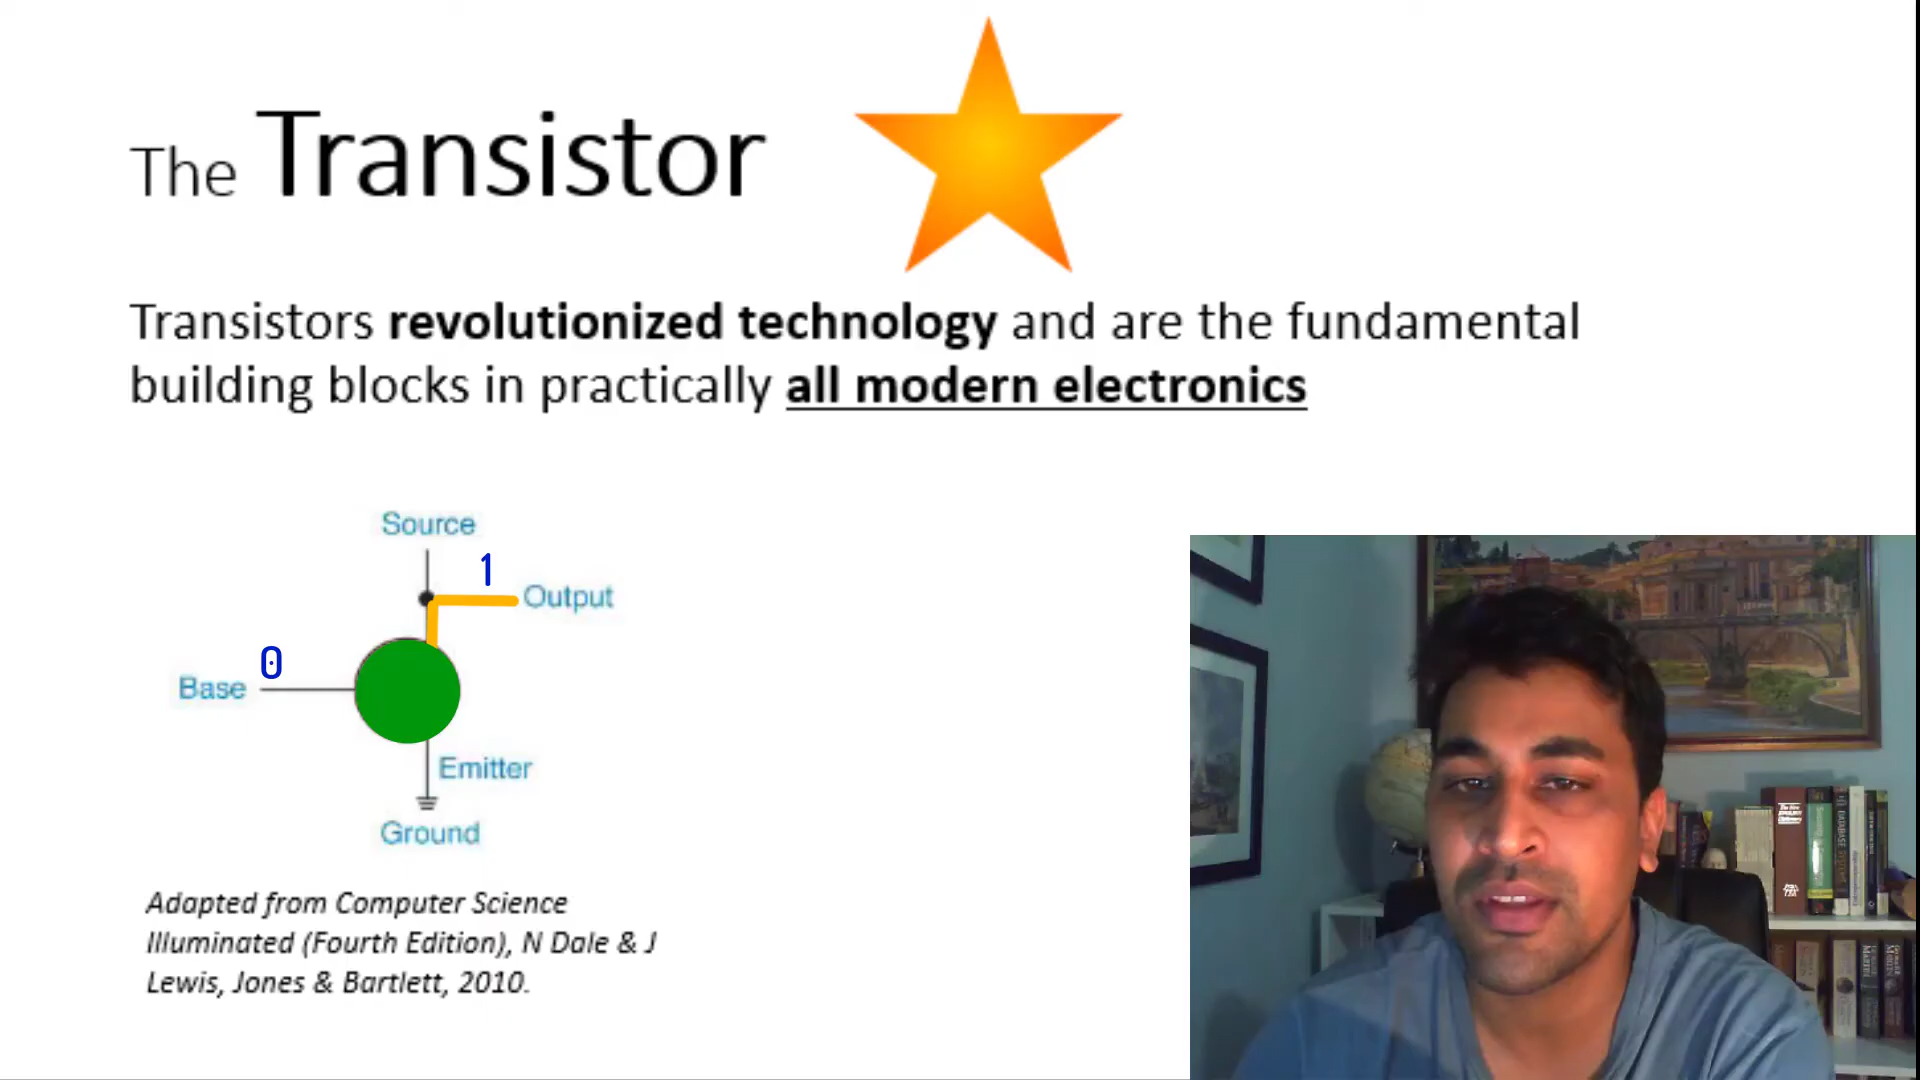 The Transistor
Transistors revolutionized technology and are the fundamental
building blocks in practically all modern electronics
Source
1
Output
0
Base
Emitter
Ground
Adapted from Computer Science
Illuminated (Fourth Edition), N Dale & J
Lewis, Jones & Bartlett, 2010.